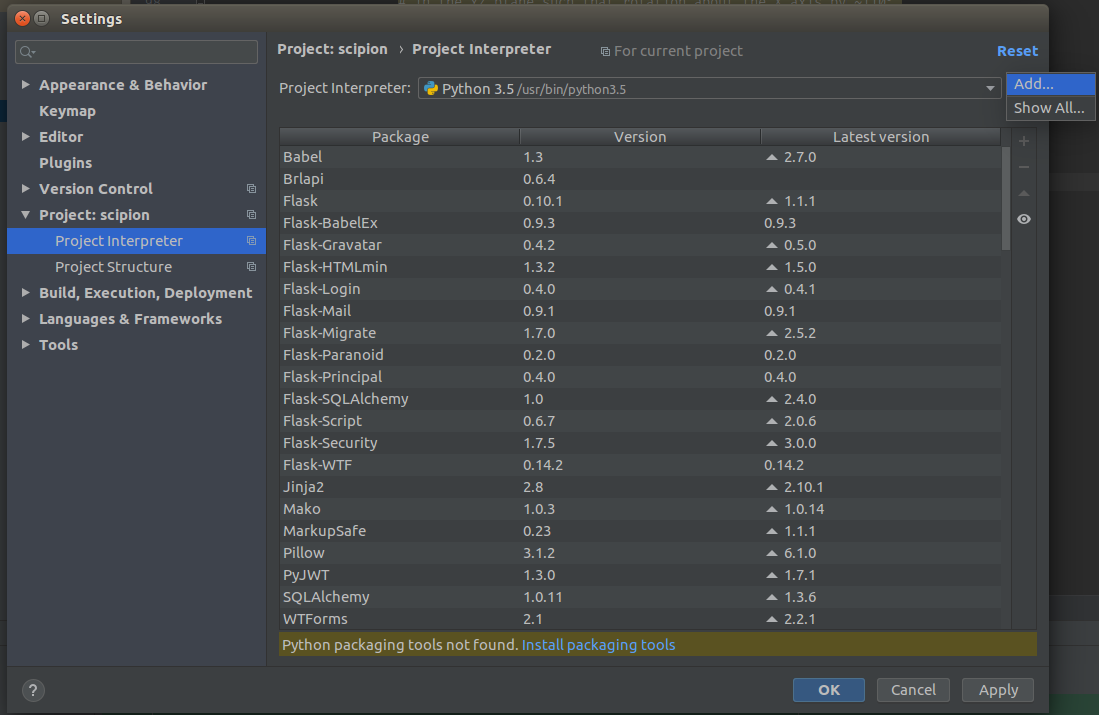 98
Settings
Project: scipion › Project Interpreter
For current project
Reset
Appearance & Behavior
Keymap
Editor
Plugins
Version Control
Project: scipion
Project Interpreter
Project Structure
Build, Execution, Deployment
Languages & Frameworks
Tools
Project Interpreter: Python 3.5 /usr/bin/python3.5
Add...
Show All...
Package Version Latest version
Babel 1.3 2.7.0
Brlapi 0.6.4
Flask 0.10.1 1.1.1
Flask-BabelEx 0.9.3 0.9.3
Flask-Gravatar 0.4.2 0.5.0
Flask-HTMLmin 1.3.2 1.5.0
Flask-Login 0.4.0 0.4.1
Flask-Mail 0.9.1 0.9.1
Flask-Migrate 1.7.0 2.5.2
Flask-Paranoid 0.2.0 0.2.0
Flask-Principal 0.4.0 0.4.0
Flask-SQLAlchemy 1.0 2.4.0
Flask-Script 0.6.7 2.0.6
Flask-Security 1.7.5 3.0.0
Flask-WTF 0.14.2 0.14.2
Jinja2 2.8 2.10.1
Mako 1.0.3 1.0.14
MarkupSafe 0.23 1.1.1
Pillow 3.1.2 6.1.0
PyJWT 1.3.0 1.7.1
SQLAlchemy 1.0.11 1.3.6
WTForms 2.1 2.2.1
Python packaging tools not found. Install packaging tools
?
OK
Cancel
Apply